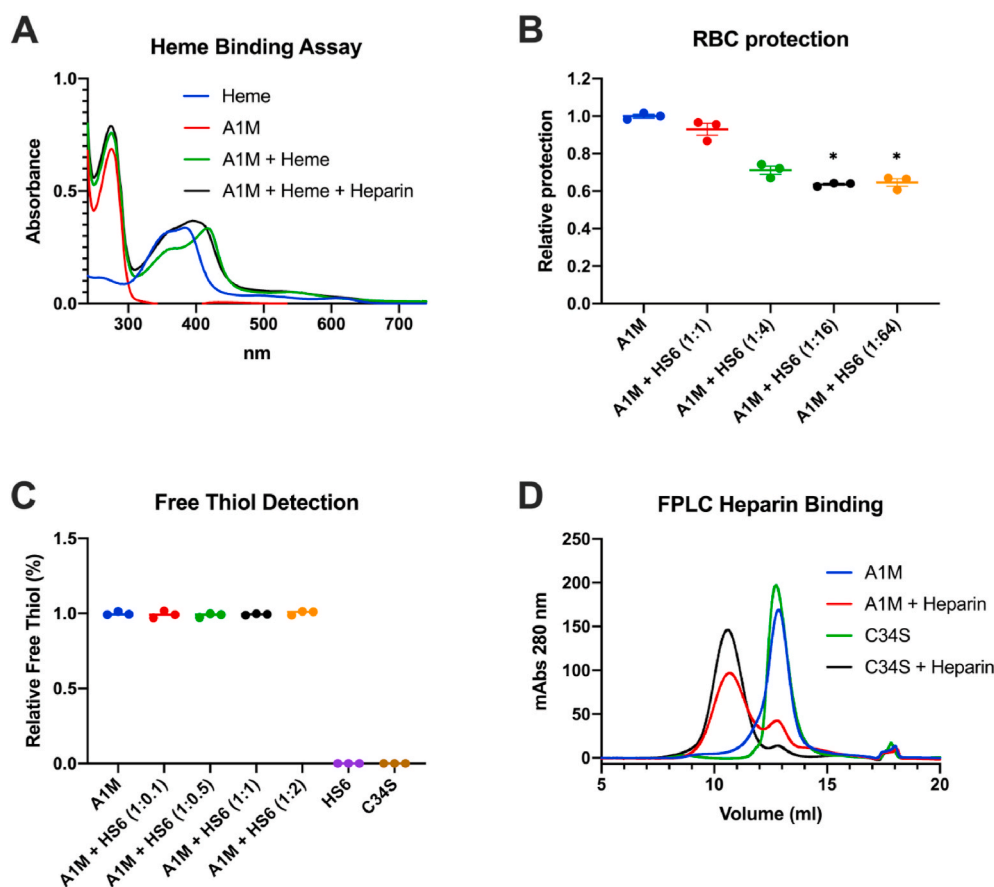 A
Heme Binding Assay
Absorbance
1.0
0.5
0.0
300
400
500
600
700
nm
Heme
A1M
A1M + Heme
A1M + Heme + Heparin
B
RBC protection
Relative protection
1.2
1.0
0.8
0.6
0.4
0.2
0.0
*
*
A1M
A1M + HS6 (1:1)
A1M + HS6 (1:4)
A1M + HS6 (1:16)
A1M + HS6 (1:64)
C
Free Thiol Detection
Relative Free Thiol (%)
1.5
1.0
0.5
0.0
A1M
A1M + HS6 (1:0.1)
A1M + HS6 (1:0.5)
A1M + HS6 (1:1)
A1M + HS6 (1:2)
HS6
C34S
D
FPLC Heparin Binding
mAbs 280 nm
250
200
150
100
50
0
5
10
15
20
Volume (ml)
A1M
A1M + Heparin
C34S
C34S + Heparin